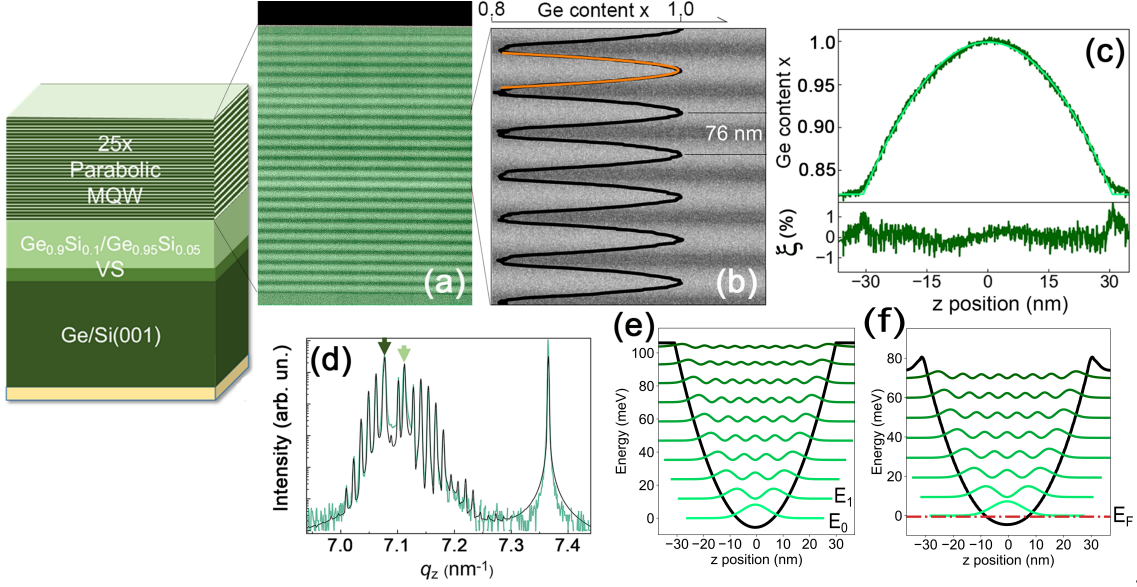 0.8 Ge content x 1.0
25x
Parabolic
MQW
Ge0.9Si0.1/Ge0.95Si0.05
VS
Ge/Si(001)
(a)
76 nm
(b)
(c)
Ge content x
1.0
0.95
0.90
0.85
ξ (%)
1
0
−1
−30 −15 0 15 30
z position (nm)
(d)
Intensity (arb. un.)
7.0 7.1 7.2 7.3 7.4
qz (nm-1)
(e)
Energy (meV)
100
80
60
40
20
0
E1
E0
−30 −20 −10 0 10 20 30
z position (nm)
(f)
Energy (meV)
80
60
40
20
0
EF
−30 −20 −10 0 10 20 30
z position (nm)